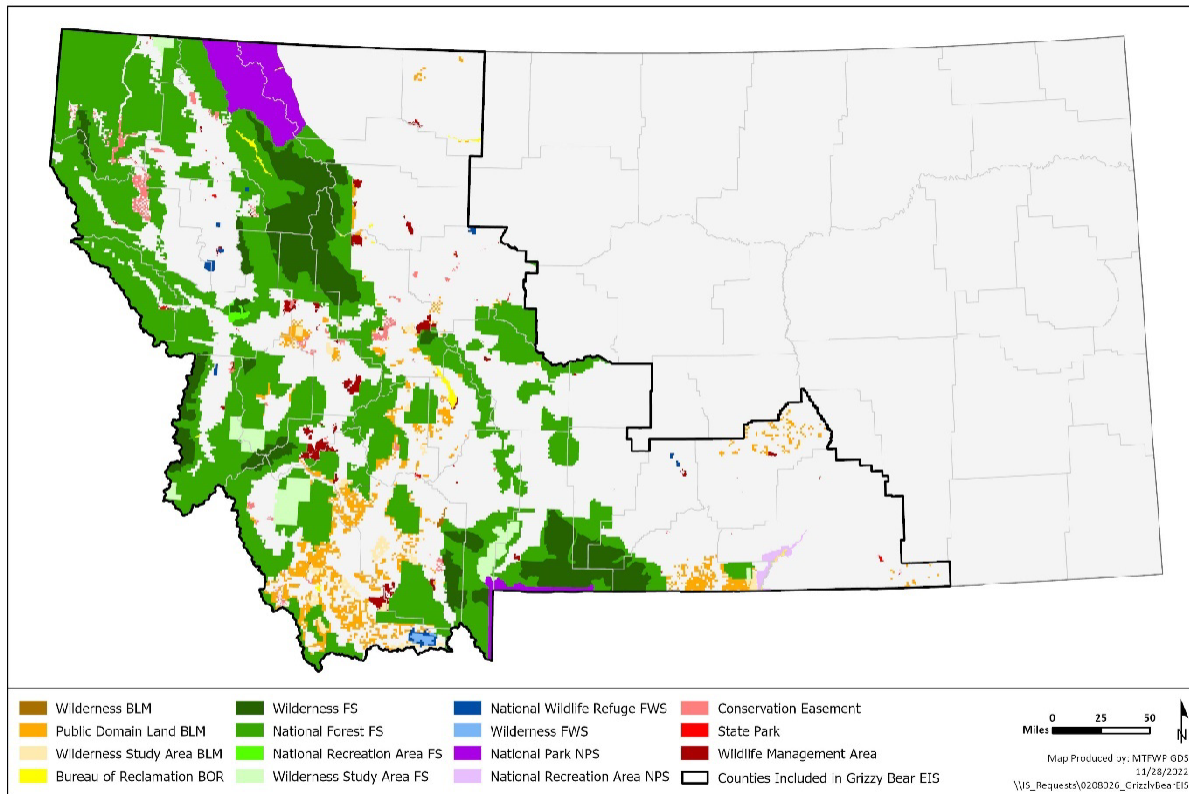 Wilderness BLM
Public Domain Land BLM
Wilderness Study Area BLM
Bureau of Reclamation BOR
Wilderness FS
National Forest FS
National Recreation Area FS
Wilderness Study Area FS
National Wildlife Refuge FWS
Wilderness FWS
National Park NPS
National Recreation Area NPS
Conservation Easement
State Park
Wildlife Management Area
Counties Included in Grizzy Bear EIS
0 25 50
Miles
N
Map Produced by: MTFWP GDS
11/28/2022
\\IS_Requests\0208026_GrizzlyBearEIS